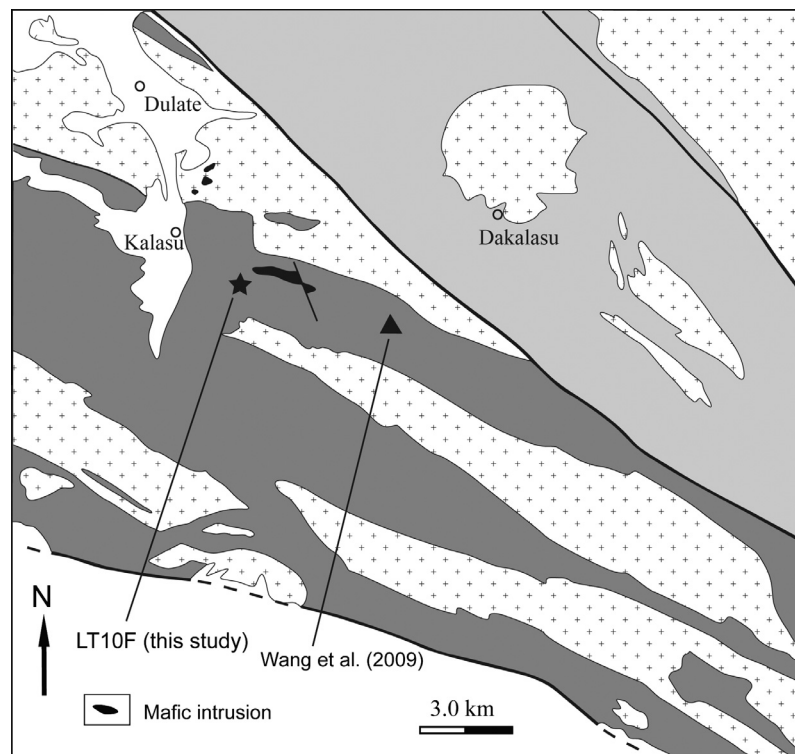 Dulate
Dakalasu
Kalasu
N
LT10F (this study)
Wang et al. (2009)
Mafic intrusion
3.0 km